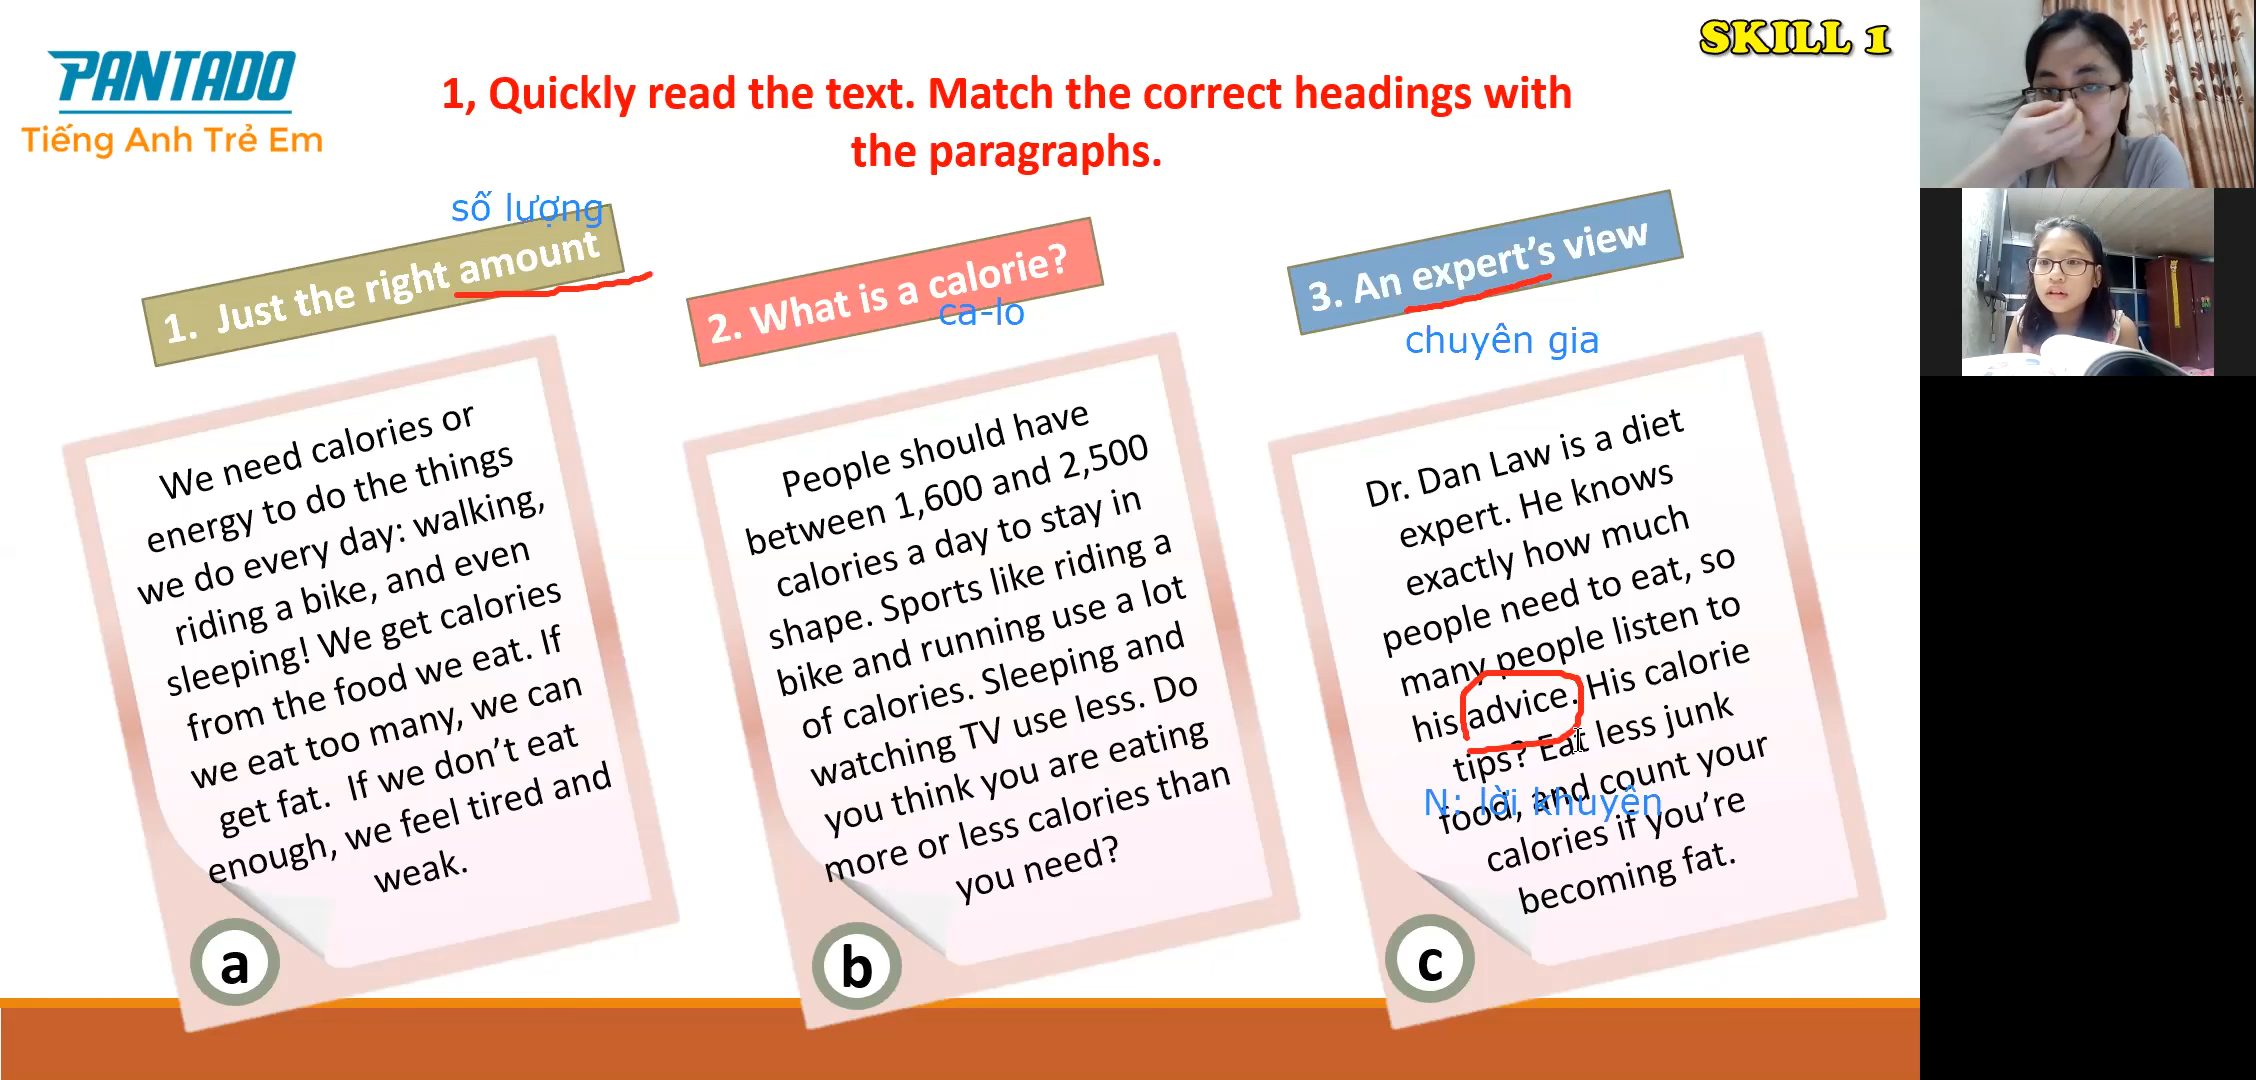 SKILL 1
PANTADO
Tiếng Anh Trẻ Em
1, Quickly read the text. Match the correct headings with
the paragraphs.
số lượng
1. Just the right amount
2. What is a calorie?
ca-lo
3. An expert's view
chuyên gia
We need calories or
energy to do the things
we do every day: walking,
riding a bike, and even
sleeping! We get calories
from the food we eat. If
we eat too many, we can
get fat. If we don't eat
enough, we feel tired and
weak.
a
People should have
between 1,600 and 2,500
calories a day to stay in
shape. Sports like riding a
bike and running use a lot
of calories. Sleeping and
watching TV use less. Do
you think you are eating
more or less calories than
you need?
b
Dr. Dan Law is a diet
expert. He knows
exactly how much
people need to eat, so
many people listen to
his advice. His calorie
tips? Eat less junk
food, and count your
N: lời khuyên
calories if you're
becoming fat.
c